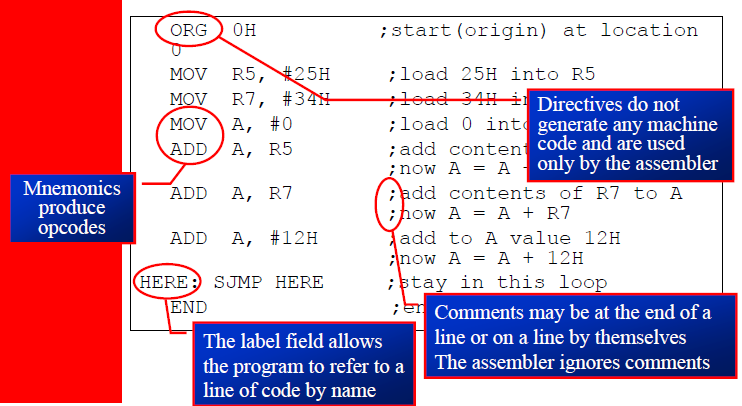 ORG 0H ;start(origin) at location
0
MOV R5, #25H ;load 25H into R5
MOV R7, #34H ;load 34H
MOV A, #0 ;load 0
ADD A, R5 ;add
;now A = A
ADD A, R7 ;add contents of R7 to A
;now A = A + R7
ADD A, #12H ;add to A value 12H
;now A = A + 12H
HERE: SJMP HERE ;stay in this loop
END
Directives do not
generate any machine
code and are used
only by the assembler
Mnemonics
produce
opcodes
Comments may be at the end of a
line or on a line by themselves
The assembler ignores comments
The label field allows
the program to refer to a
line of code by name